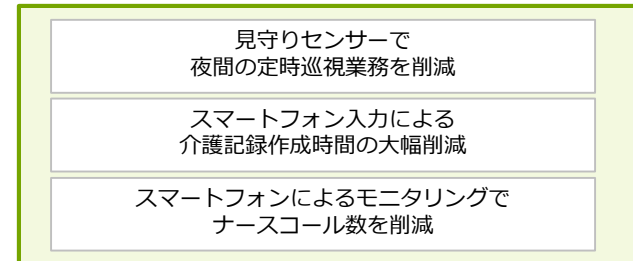 見守りセンサーで
夜間の定時巡視業務を削減
スマートフォン入力による
介護記録作成時間の大幅削減
スマートフォンによるモニタリングで
ナースコール数を削減